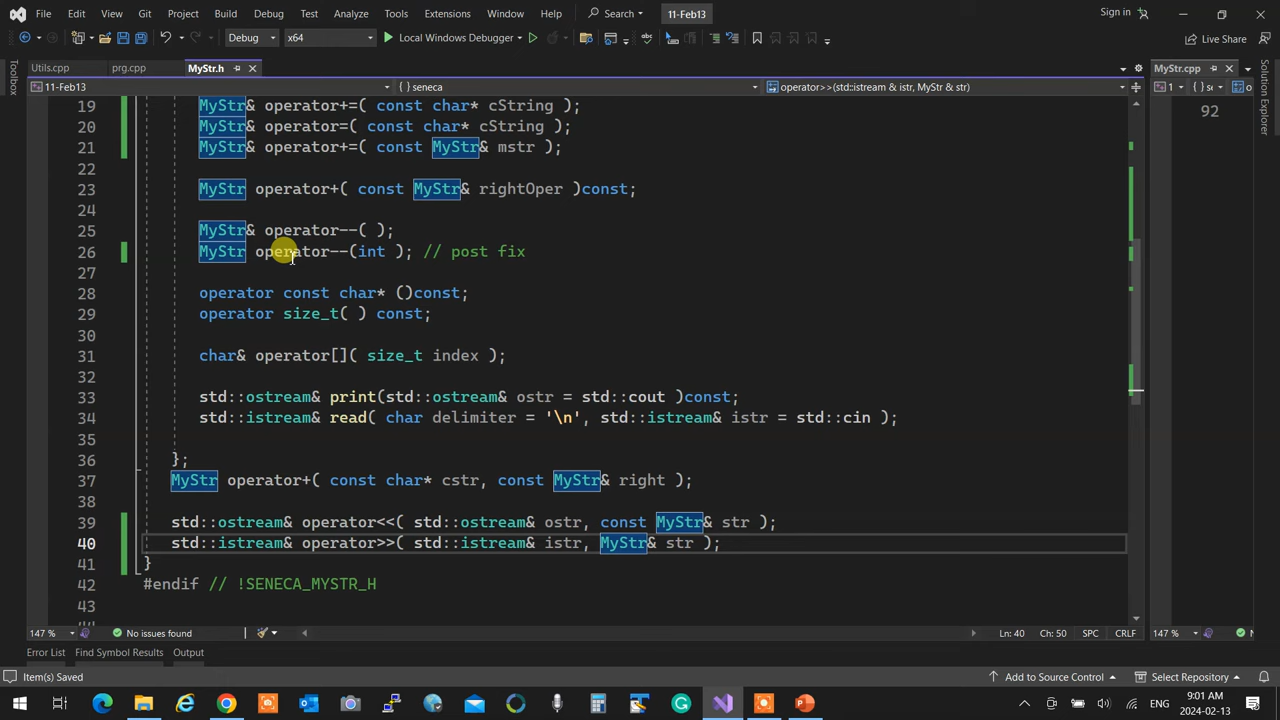 File Edit View Git Project Build Debug Test Analyze Tools Extensions Window Help Search 11-Feb13 Sign in
Debug x64 Local Windows Debugger Live Share
Toolbox
Utils.cpp prg.cpp MyStr.h MyStr.cpp
11-Feb13 { } seneca operator>>(std::istream & istr, MyStr & str)
19 MyStr& operator+=( const char* cString );
20 MyStr& operator=( const char* cString );
21 MyStr& operator+=( const MyStr& mstr );
22
23 MyStr operator+( const MyStr& rightOper )const;
24
25 MyStr& operator--( );
26 MyStr operator--(int ); // post fix
27
28 operator const char* ()const;
29 operator size_t( ) const;
30
31 char& operator[]( size_t index );
32
33 std::ostream& print(std::ostream& ostr = std::cout )const;
34 std::istream& read( char delimiter = '\n', std::istream& istr = std::cin );
35
36 };
37 MyStr operator+( const char* cstr, const MyStr& right );
38
39 std::ostream& operator<<( std::ostream& ostr, const MyStr& str );
40 std::istream& operator>>( std::istream& istr, MyStr& str );
41 }
42 #endif // !SENECA_MYSTR_H
43
92
Solution Explorer
147 % No issues found Ln: 40 Ch: 50 SPC CRLF 147 %
Error List Find Symbol Results Output
Item(s) Saved Add to Source Control Select Repository
9:01 AM
ENG
2024-02-13